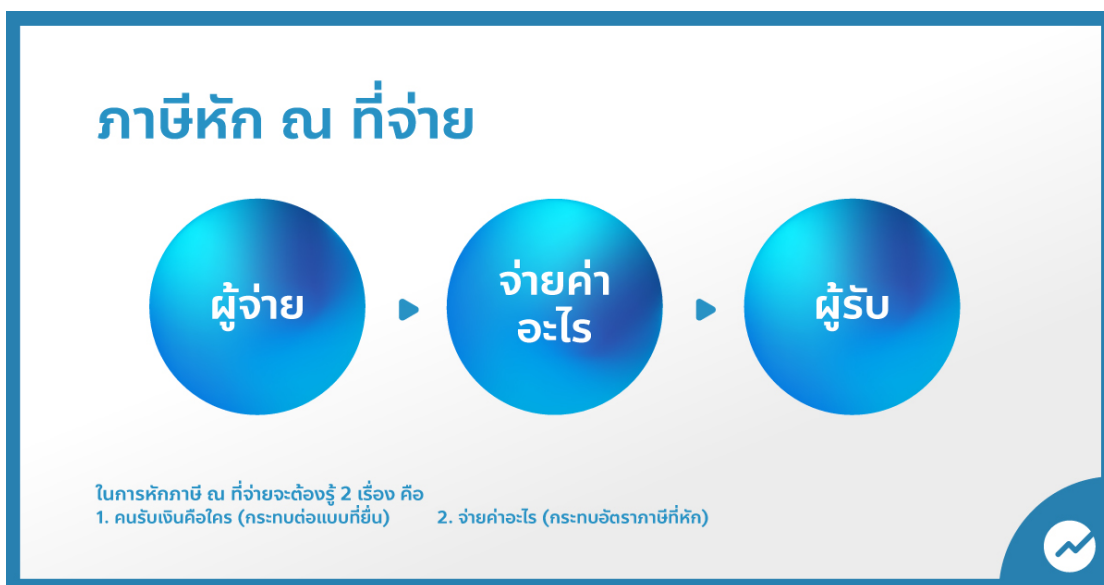 ภาษีหัก ณ ที่จ่าย
ผู้จ่าย
จ่ายค่า
อะไร
ผู้รับ
ในการหักภาษี ณ ที่จ่ายจะต้องรู้ 2 เรื่อง คือ
1. คนรับเงินคือใคร (กระทบต่อแบบที่ยื่น) 2. จ่ายค่าอะไร (กระทบอัตราภาษีที่หัก)